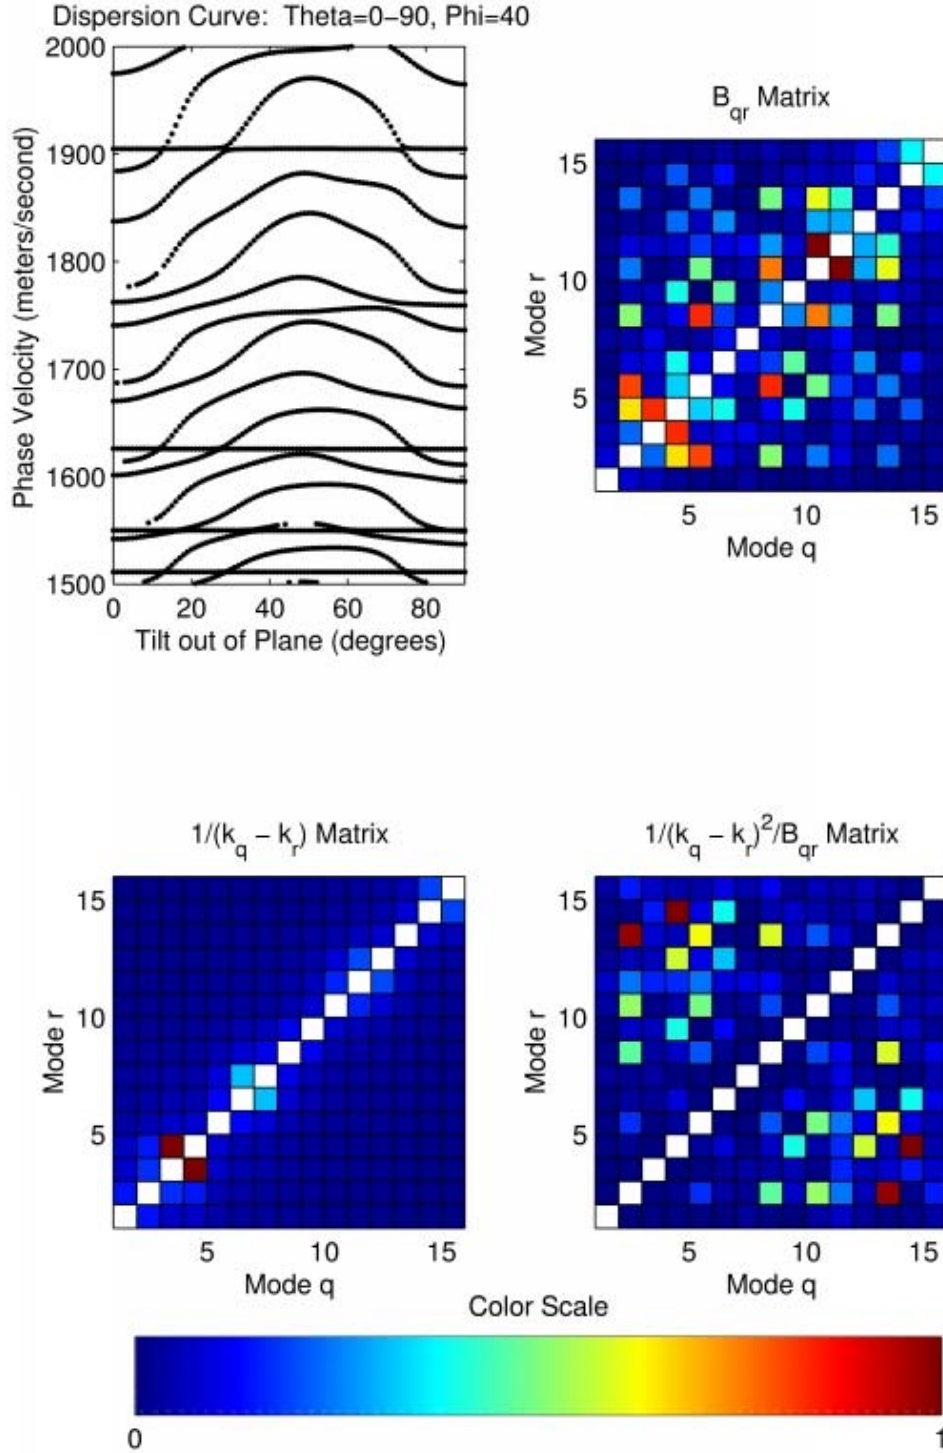 Dispersion Curve: Theta=0−90, Phi=40
2000
1900
1800
1700
1600
1500
Phase Velocity (meters/second)
0 20 40 60 80
Tilt out of Plane (degrees)
B_qr Matrix
15
10
5
Mode r
5 10 15
Mode q
1/(k_q − k_r) Matrix
15
10
5
Mode r
5 10 15
Mode q
1/(k_q − k_r)^2/B_qr Matrix
15
10
5
Mode r
5 10 15
Mode q
Color Scale
0 1